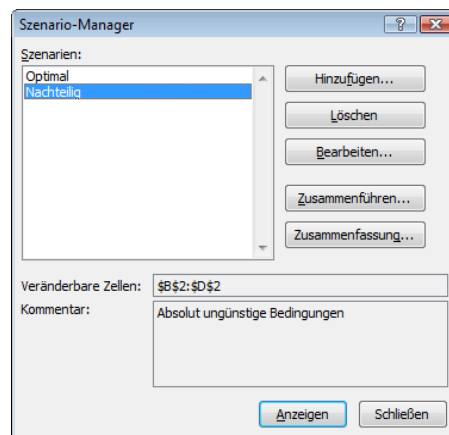 Szenario-Manager
Szenarien:
Optimal
Nachteilig
Hinzufügen...
Löschen
Bearbeiten...
Zusammenführen...
Zusammenfassung...
Veränderbare Zellen:
$B$2:$D$2
Kommentar:
Absolut ungünstige Bedingungen
Anzeigen
Schließen